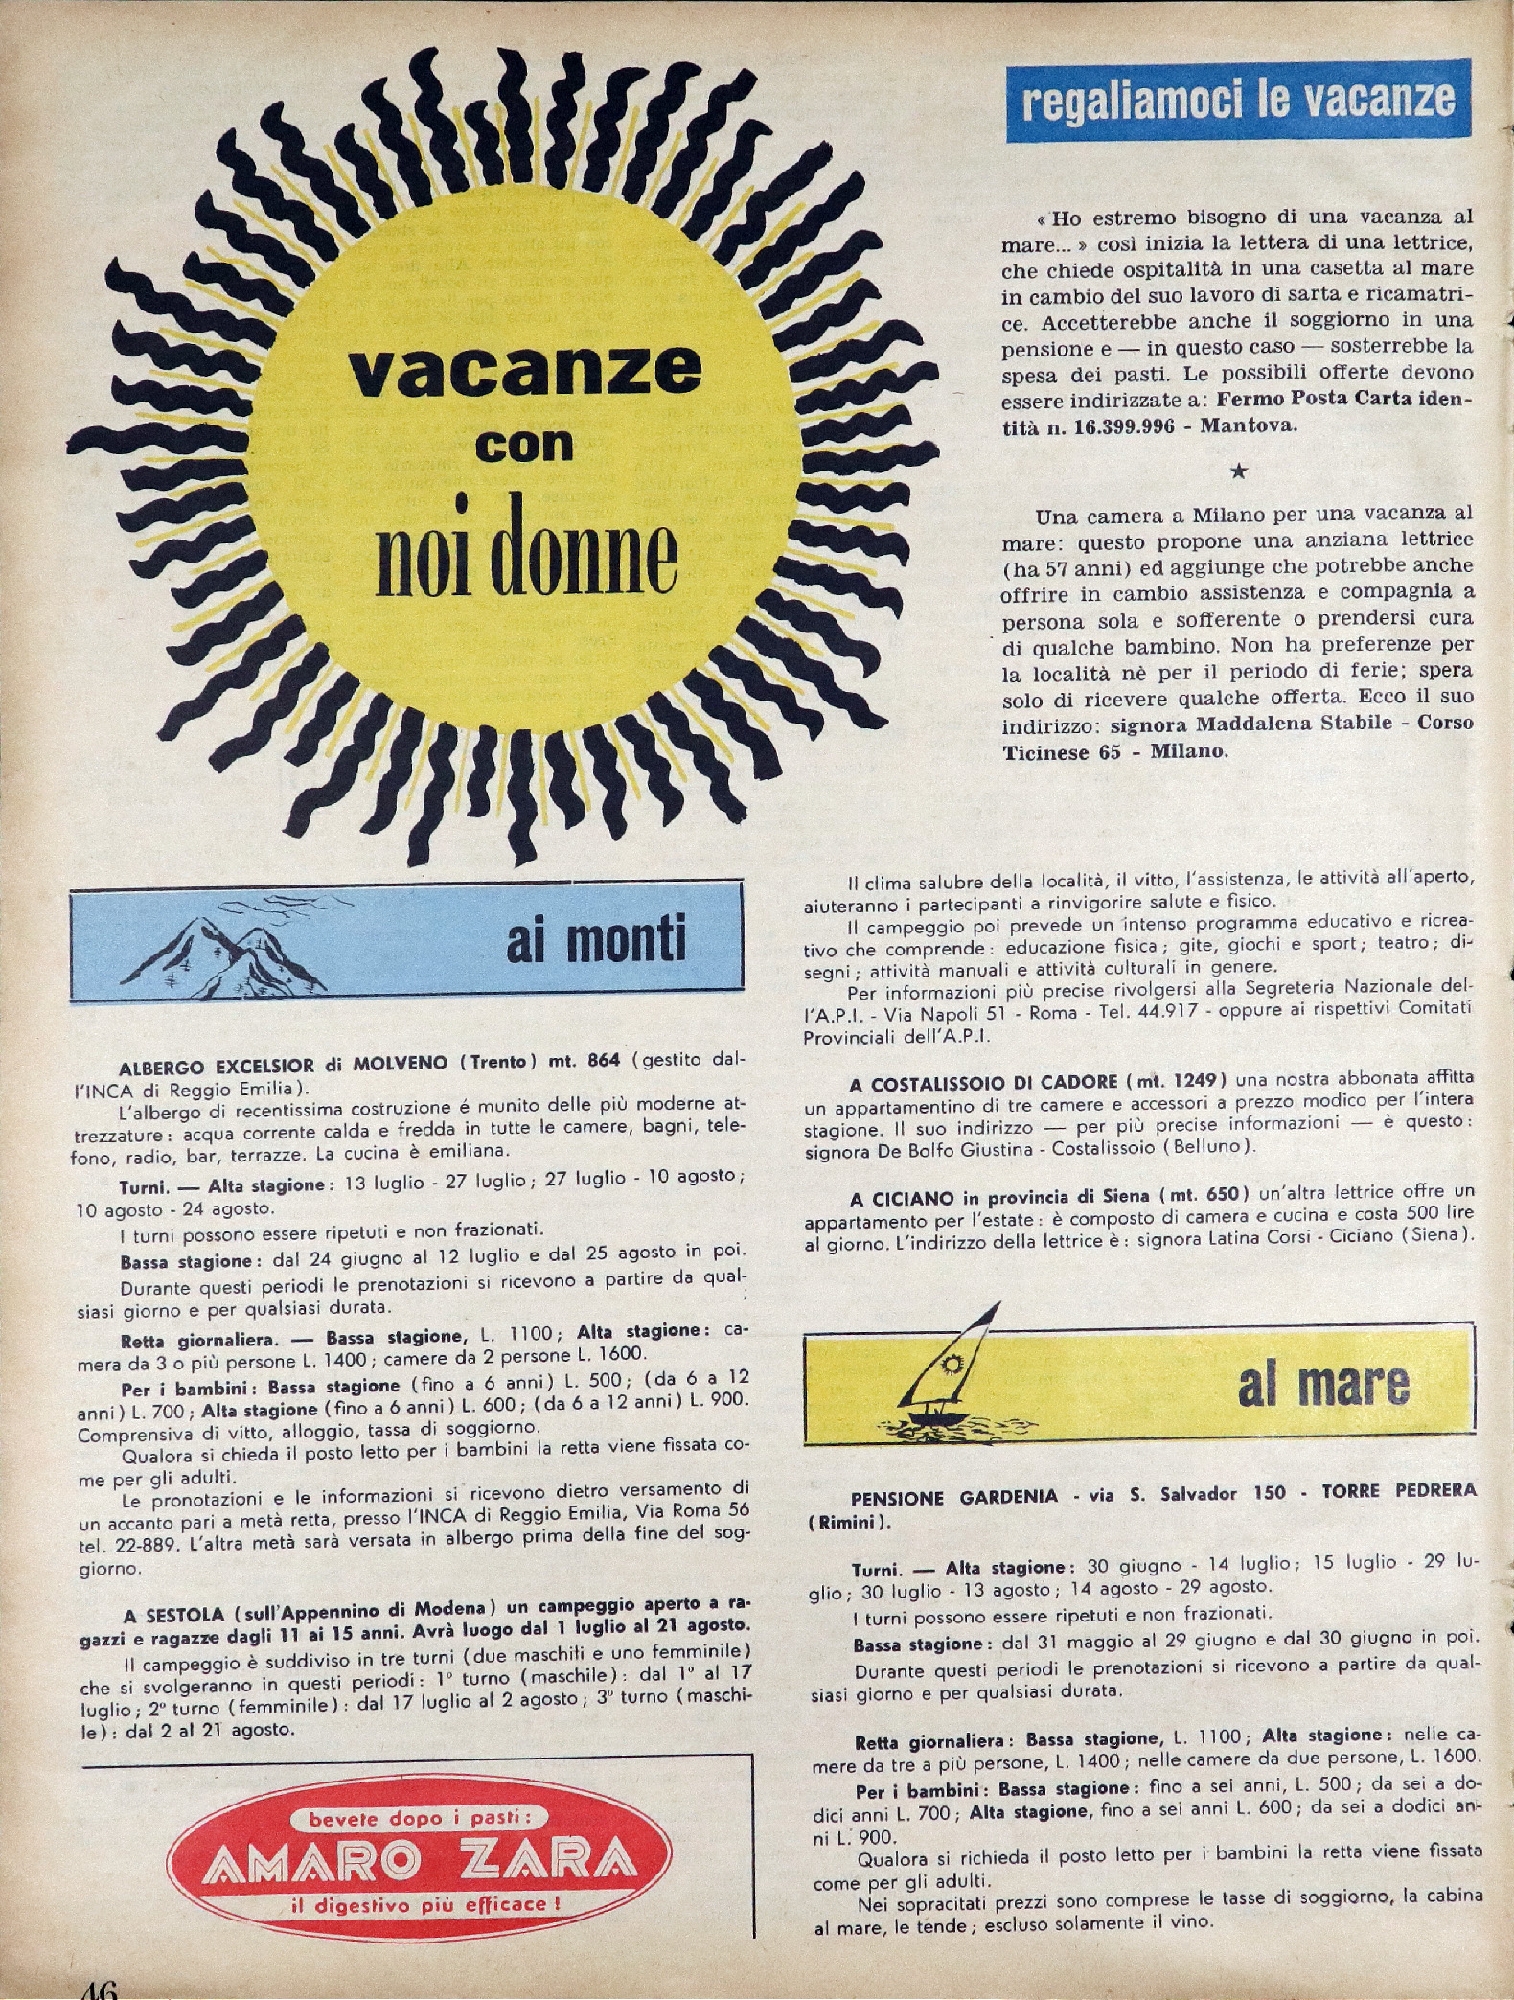 vacanze
con
noi donne
regaliamoci le vacanze
« Ho estremo bisogno di una vacanza al
mare... » così inizia la lettera di una lettrice,
che chiede ospitalità in una casetta al mare
in cambio del suo lavoro di sarta e ricamatri-
ce. Accetterebbe anche il soggiorno in una
pensione e — in questo caso — sosterrebbe la
spesa dei pasti. Le possibili offerte devono
essere indirizzate a: Fermo Posta Carta iden-
tità n. 16.399.996 - Mantova.
★
Una camera a Milano per una vacanza al
mare: questo propone una anziana lettrice
(ha 57 anni) ed aggiunge che potrebbe anche
offrire in cambio assistenza e compagnia a
persona sola e sofferente o prendersi cura
di qualche bambino. Non ha preferenze per
la località nè per il periodo di ferie; spera
solo di ricevere qualche offerta. Ecco il suo
indirizzo: signora Maddalena Stabile - Corso
Ticinese 65 - Milano.
ai monti
ALBERGO EXCELSIOR di MOLVENO (Trento) mt. 864 (gestito dal-
l'INCA di Reggio Emilia).
L'albergo di recentissima costruzione é munito delle più moderne at-
trezzature: acqua corrente calda e fredda in tutte le camere, bagni, tele-
fono, radio, bar, terrazze. La cucina è emiliana.
Turni. — Alta stagione: 13 luglio - 27 luglio; 27 luglio - 10 agosto;
10 agosto - 24 agosto.
I turni possono essere ripetuti e non frazionati.
Bassa stagione: dal 24 giugno al 12 luglio e dal 25 agosto in poi.
Durante questi periodi le prenotazioni si ricevono a partire da qual-
siasi giorno e per qualsiasi durata.
Retta giornaliera. — Bassa stagione, L. 1100; Alta stagione: ca-
mera da 3 o più persone L. 1400; camere da 2 persone L. 1600.
Per i bambini: Bassa stagione (fino a 6 anni) L. 500; (da 6 a 12
anni) L. 700; Alta stagione (fino a 6 anni) L. 600; (da 6 a 12 anni) L. 900.
Comprensiva di vitto, alloggio, tassa di soggiorno.
Qualora si chieda il posto letto per i bambini la retta viene fissata co-
me per gli adulti.
Le pronotazioni e le informazioni si ricevono dietro versamento di
un accanto pari a metà retta, presso l'INCA di Reggio Emilia, Via Roma 56
tel. 22-889. L'altra metà sarà versata in albergo prima della fine del sog-
giorno.
A SESTOLA (sull'Appennino di Modena) un campeggio aperto a ra-
gazzi e ragazze dagli 11 ai 15 anni. Avrà luogo dal 1 luglio al 21 agosto.
Il campeggio è suddiviso in tre turni (due maschili e uno femminile)
che si svolgeranno in questi periodi: 1° turno (maschile): dal 1° al 17
luglio; 2° turno (femminile): dal 17 luglio al 2 agosto; 3° turno (maschi-
le): dal 2 al 21 agosto.
bevete dopo i pasti:
AMARO ZARA
il digestivo più efficace!
46
Il clima salubre della località, il vitto, l'assistenza, le attività all'aperto,
aiuteranno i partecipanti a rinvigorire salute e fisico.
Il campeggio poi prevede un intenso programma educativo e ricrea-
tivo che comprende: educazione fisica; gite, giochi e sport; teatro; di-
segni; attività manuali e attività culturali in genere.
Per informazioni più precise rivolgersi alla Segreteria Nazionale del-
l'A.P.I. - Via Napoli 51 - Roma - Tel. 44.917 - oppure ai rispettivi Comitati
Provinciali dell'A.P.I.
A COSTALISSOIO DI CADORE (mt. 1249) una nostra abbonata affitta
un appartamentino di tre camere e accessori a prezzo modico per l'intera
stagione. Il suo indirizzo — per più precise informazioni — è questo:
signora De Bolfo Giustina - Costalissoio (Belluno).
A CICIANO in provincia di Siena (mt. 650) un'altra lettrice offre un
appartamento per l'estate: è composto di camera e cucina e costa 500 lire
al giorno. L'indirizzo della lettrice è: signora Latina Corsi - Ciciano (Siena).
al mare
PENSIONE GARDENIA - via S. Salvador 150 - TORRE PEDRERA
(Rimini).
Turni. — Alta stagione: 30 giugno - 14 luglio; 15 luglio - 29 lu-
glio; 30 luglio - 13 agosto; 14 agosto - 29 agosto.
I turni possono essere ripetuti e non frazionati.
Bassa stagione: dal 31 maggio al 29 giugno e dal 30 giugno in poi.
Durante questi periodi le prenotazioni si ricevono a partire da qual-
siasi giorno e per qualsiasi durata.
Retta giornaliera: Bassa stagione, L. 1100; Alta stagione: nelle ca-
mere da tre a più persone, L. 1400; nelle camere da due persone, L. 1600.
Per i bambini: Bassa stagione: fino a sei anni, L. 500; da sei a do-
dici anni L. 700; Alta stagione, fino a sei anni L. 600; da sei a dodici an-
ni L. 900.
Qualora si richieda il posto letto per i bambini la retta viene fissata
come per gli adulti.
Nei sopracitati prezzi sono comprese le tasse di soggiorno, la cabina
al mare, le tende; escluso solamente il vino.